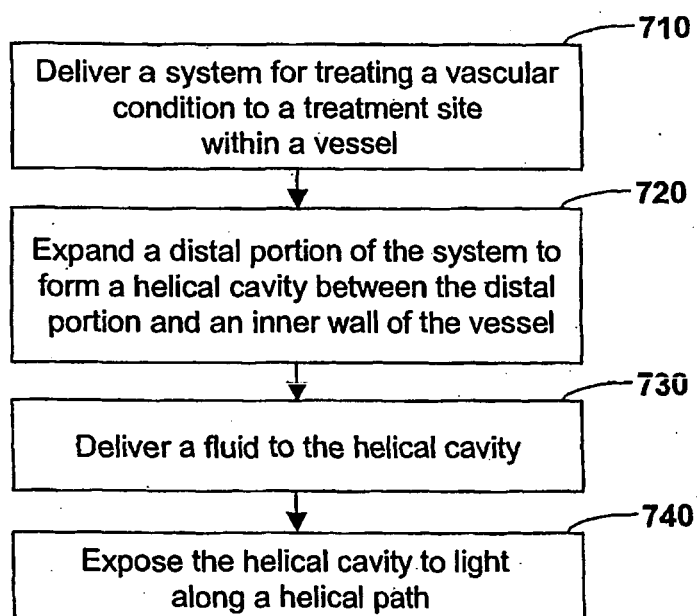 710
Deliver a system for treating a vascular
condition to a treatment site
within a vessel
720
Expand a distal portion of the system to
form a helical cavity between the distal
portion and an inner wall of the vessel
730
Deliver a fluid to the helical cavity
740
Expose the helical cavity to light
along a helical path